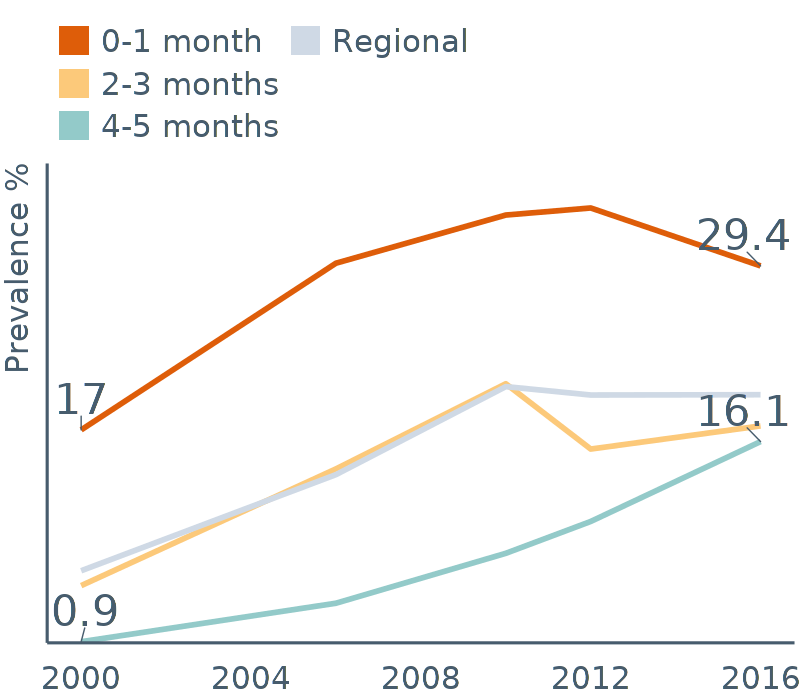 0-1 month
Regional
2-3 months
4-5 months
Prevalence %
29.4
17
16.1
0.9
2000 2004 2008 2012 2016